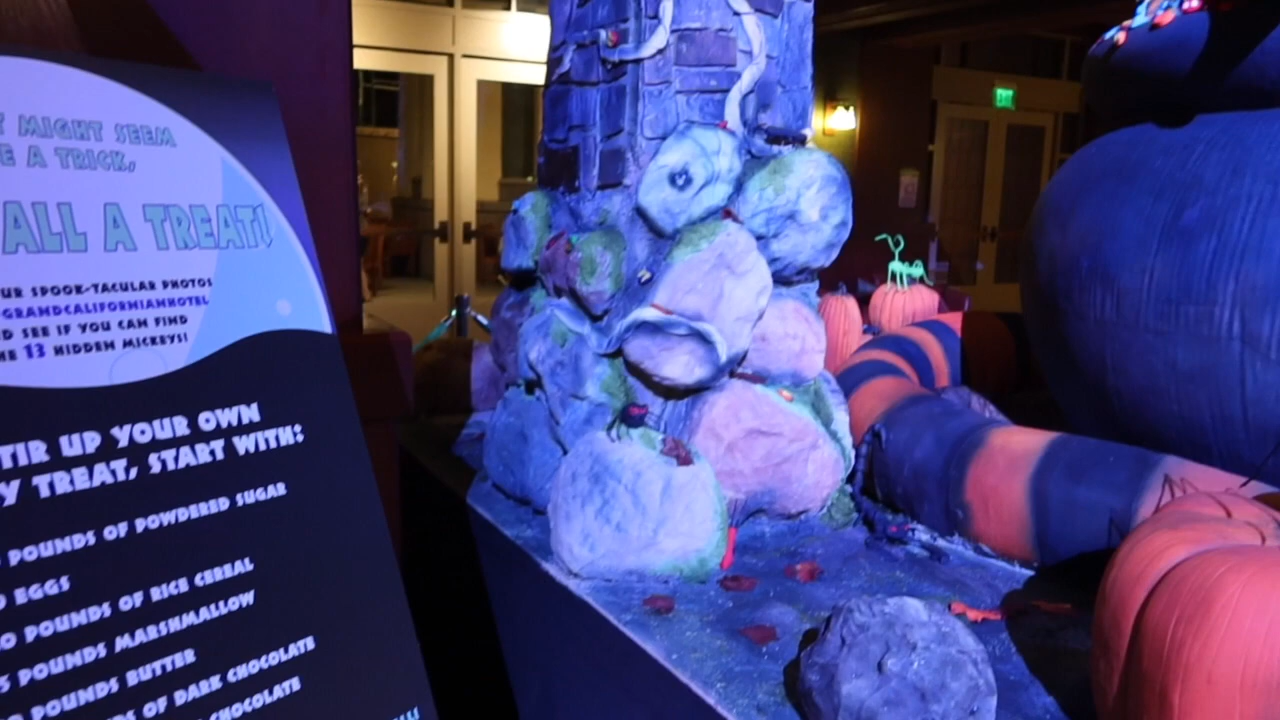 MIGHT SEEM
A TRICK,
ALL A TREAT!
SPOOK-TACULAR PHOTOS
GRANDCALIFORNIANHOTEL
SEE IF YOU CAN FIND
13 HIDDEN MICKEYS!
UP YOUR OWN
TREAT, START WITH:
POUNDS OF POWDERED SUGAR
EGGS
POUNDS OF RICE CEREAL
POUNDS MARSHMALLOW
POUNDS BUTTER
OF DARK CHOCOLATE
CHOCOLATE
EXIT